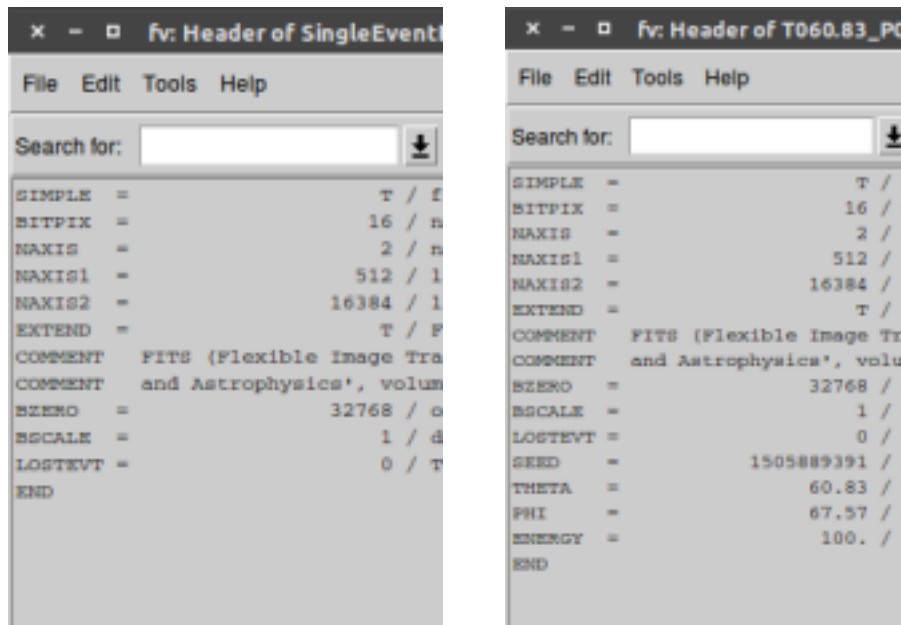 fv: Header of SingleEvent
File Edit Tools Help
Search for:
SIMPLE = T / f
BITPIX = 16 / n
NAXIS = 2 / n
NAXIS1 = 512 / l
NAXIS2 = 16384 / l
EXTEND = T / F
COMMENT FITS (Flexible Image Tra
COMMENT and Astrophysics', volum
BZERO = 32768 / o
BSCALE = 1 / d
LOSTEVT = 0 / T
END
fv: Header of T060.83_P0
File Edit Tools Help
Search for:
SIMPLE = T /
BITPIX = 16 /
NAXIS = 2 /
NAXIS1 = 512 /
NAXIS2 = 16384 /
EXTEND = T /
COMMENT FITS (Flexible Image Tr
COMMENT and Astrophysics', volu
BZERO = 32768 /
BSCALE = 1 /
LOSTEVT = 0 /
SEED = 1505889391 /
THETA = 60.83 /
PHI = 67.57 /
ENERGY = 100. /
END